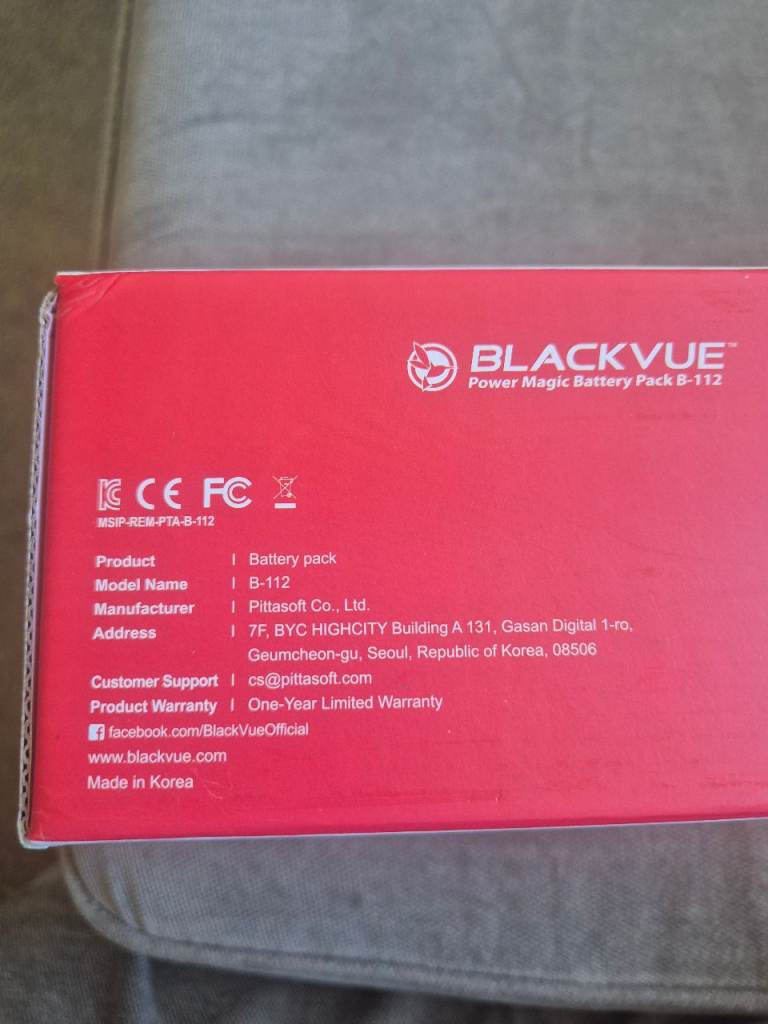 BLACKVUE™
Power Magic Battery Pack B-112
KC CE FC
MSIP-REM-PTA-B-112
Product | Battery pack
Model Name | B-112
Manufacturer | Pittasoft Co., Ltd.
Address | 7F, BYC HIGHCITY Building A 131, Gasan Digital 1-ro,
Geumcheon-gu, Seoul, Republic of Korea, 08506
Customer Support | cs@pittasoft.com
Product Warranty | One-Year Limited Warranty
f facebook.com/BlackVueOfficial
www.blackvue.com
Made in Korea